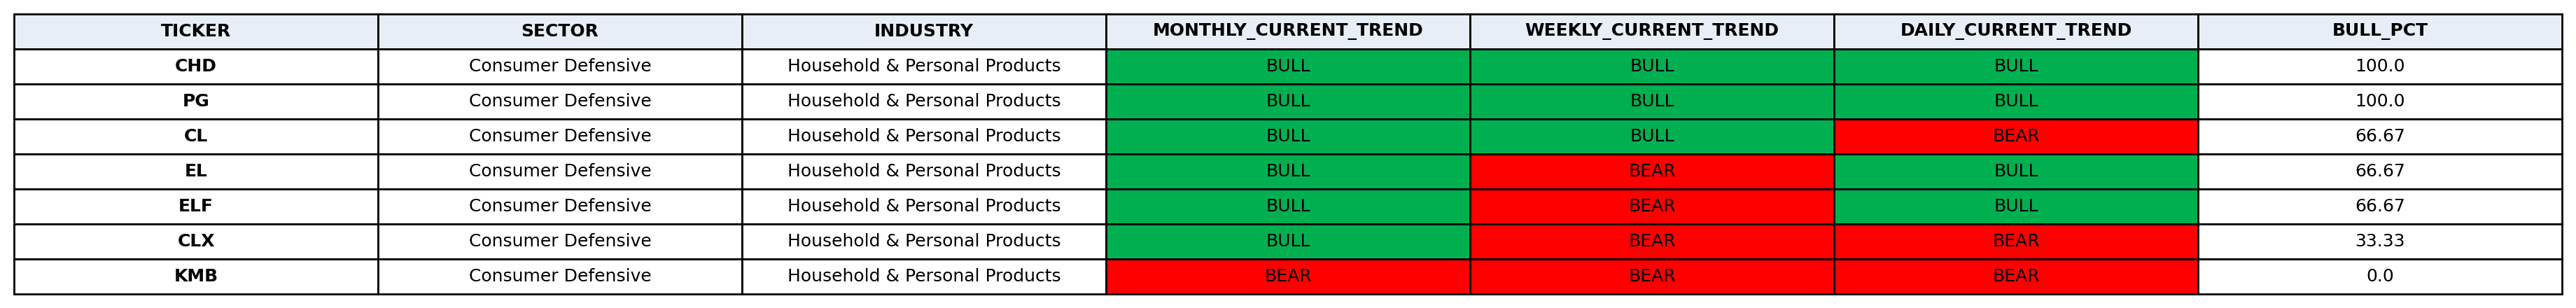 TICKER SECTOR INDUSTRY MONTHLY_CURRENT_TREND WEEKLY_CURRENT_TREND DAILY_CURRENT_TREND BULL_PCT
CHD Consumer Defensive Household & Personal Products BULL BULL BULL 100.0
PG Consumer Defensive Household & Personal Products BULL BULL BULL 100.0
CL Consumer Defensive Household & Personal Products BULL BULL BEAR 66.67
EL Consumer Defensive Household & Personal Products BULL BEAR BULL 66.67
ELF Consumer Defensive Household & Personal Products BULL BEAR BULL 66.67
CLX Consumer Defensive Household & Personal Products BULL BEAR BEAR 33.33
KMB Consumer Defensive Household & Personal Products BEAR BEAR BEAR 0.0